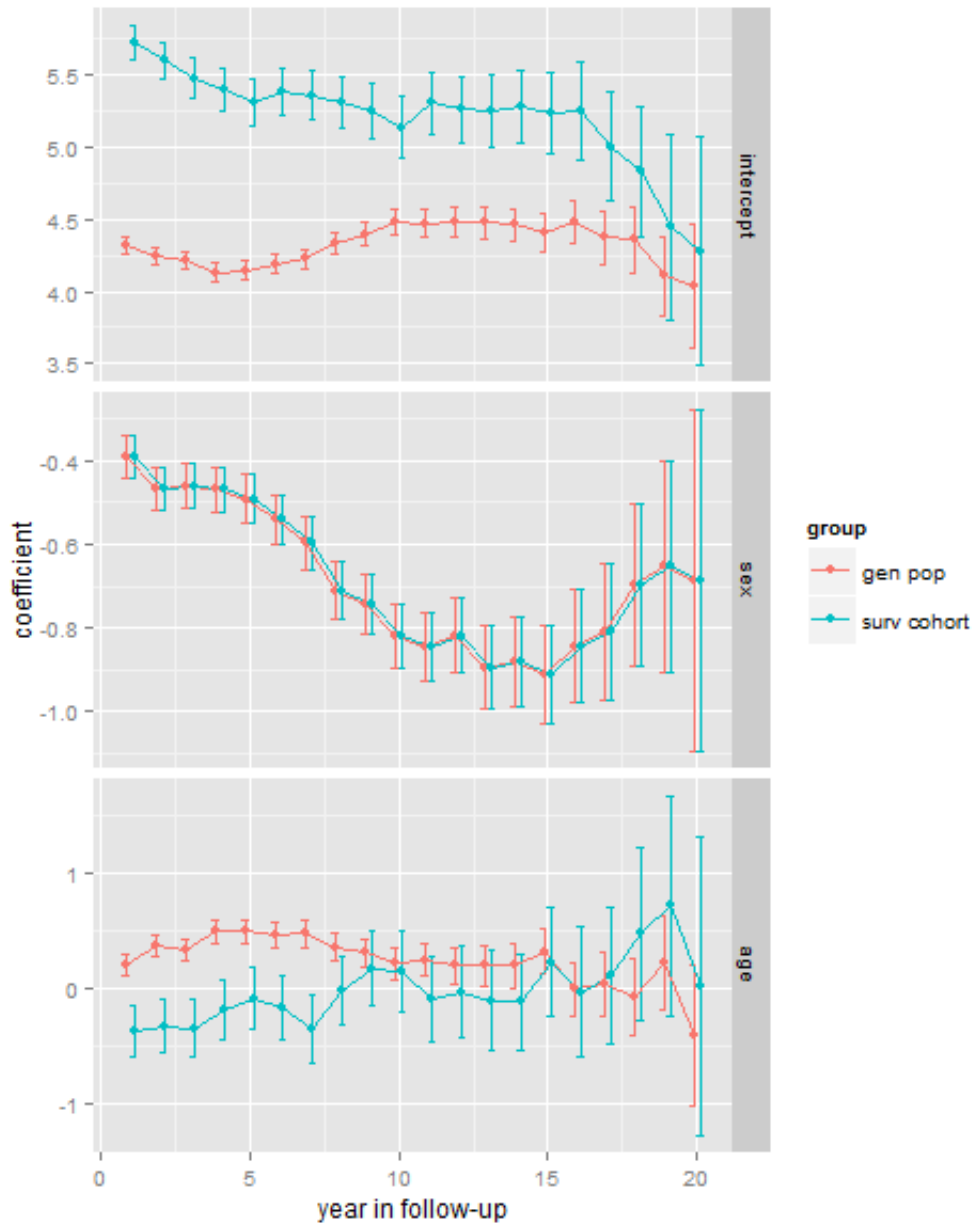 5.5
5.0
4.5
4.0
3.5
intercept
-0.4
-0.6
-0.8
-1.0
sex
1
0
-1
age
0 5 10 15 20
year in follow-up
coefficient
group
gen pop
surv cohort